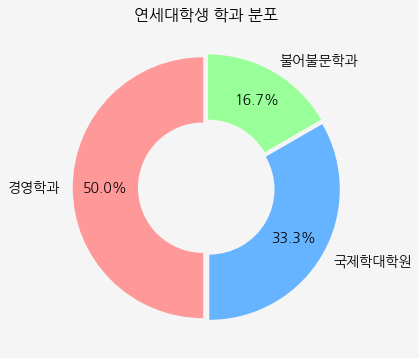 연세대학생 학과 분포
불어불문학과
16.7%
경영학과
50.0%
33.3%
국제학대학원